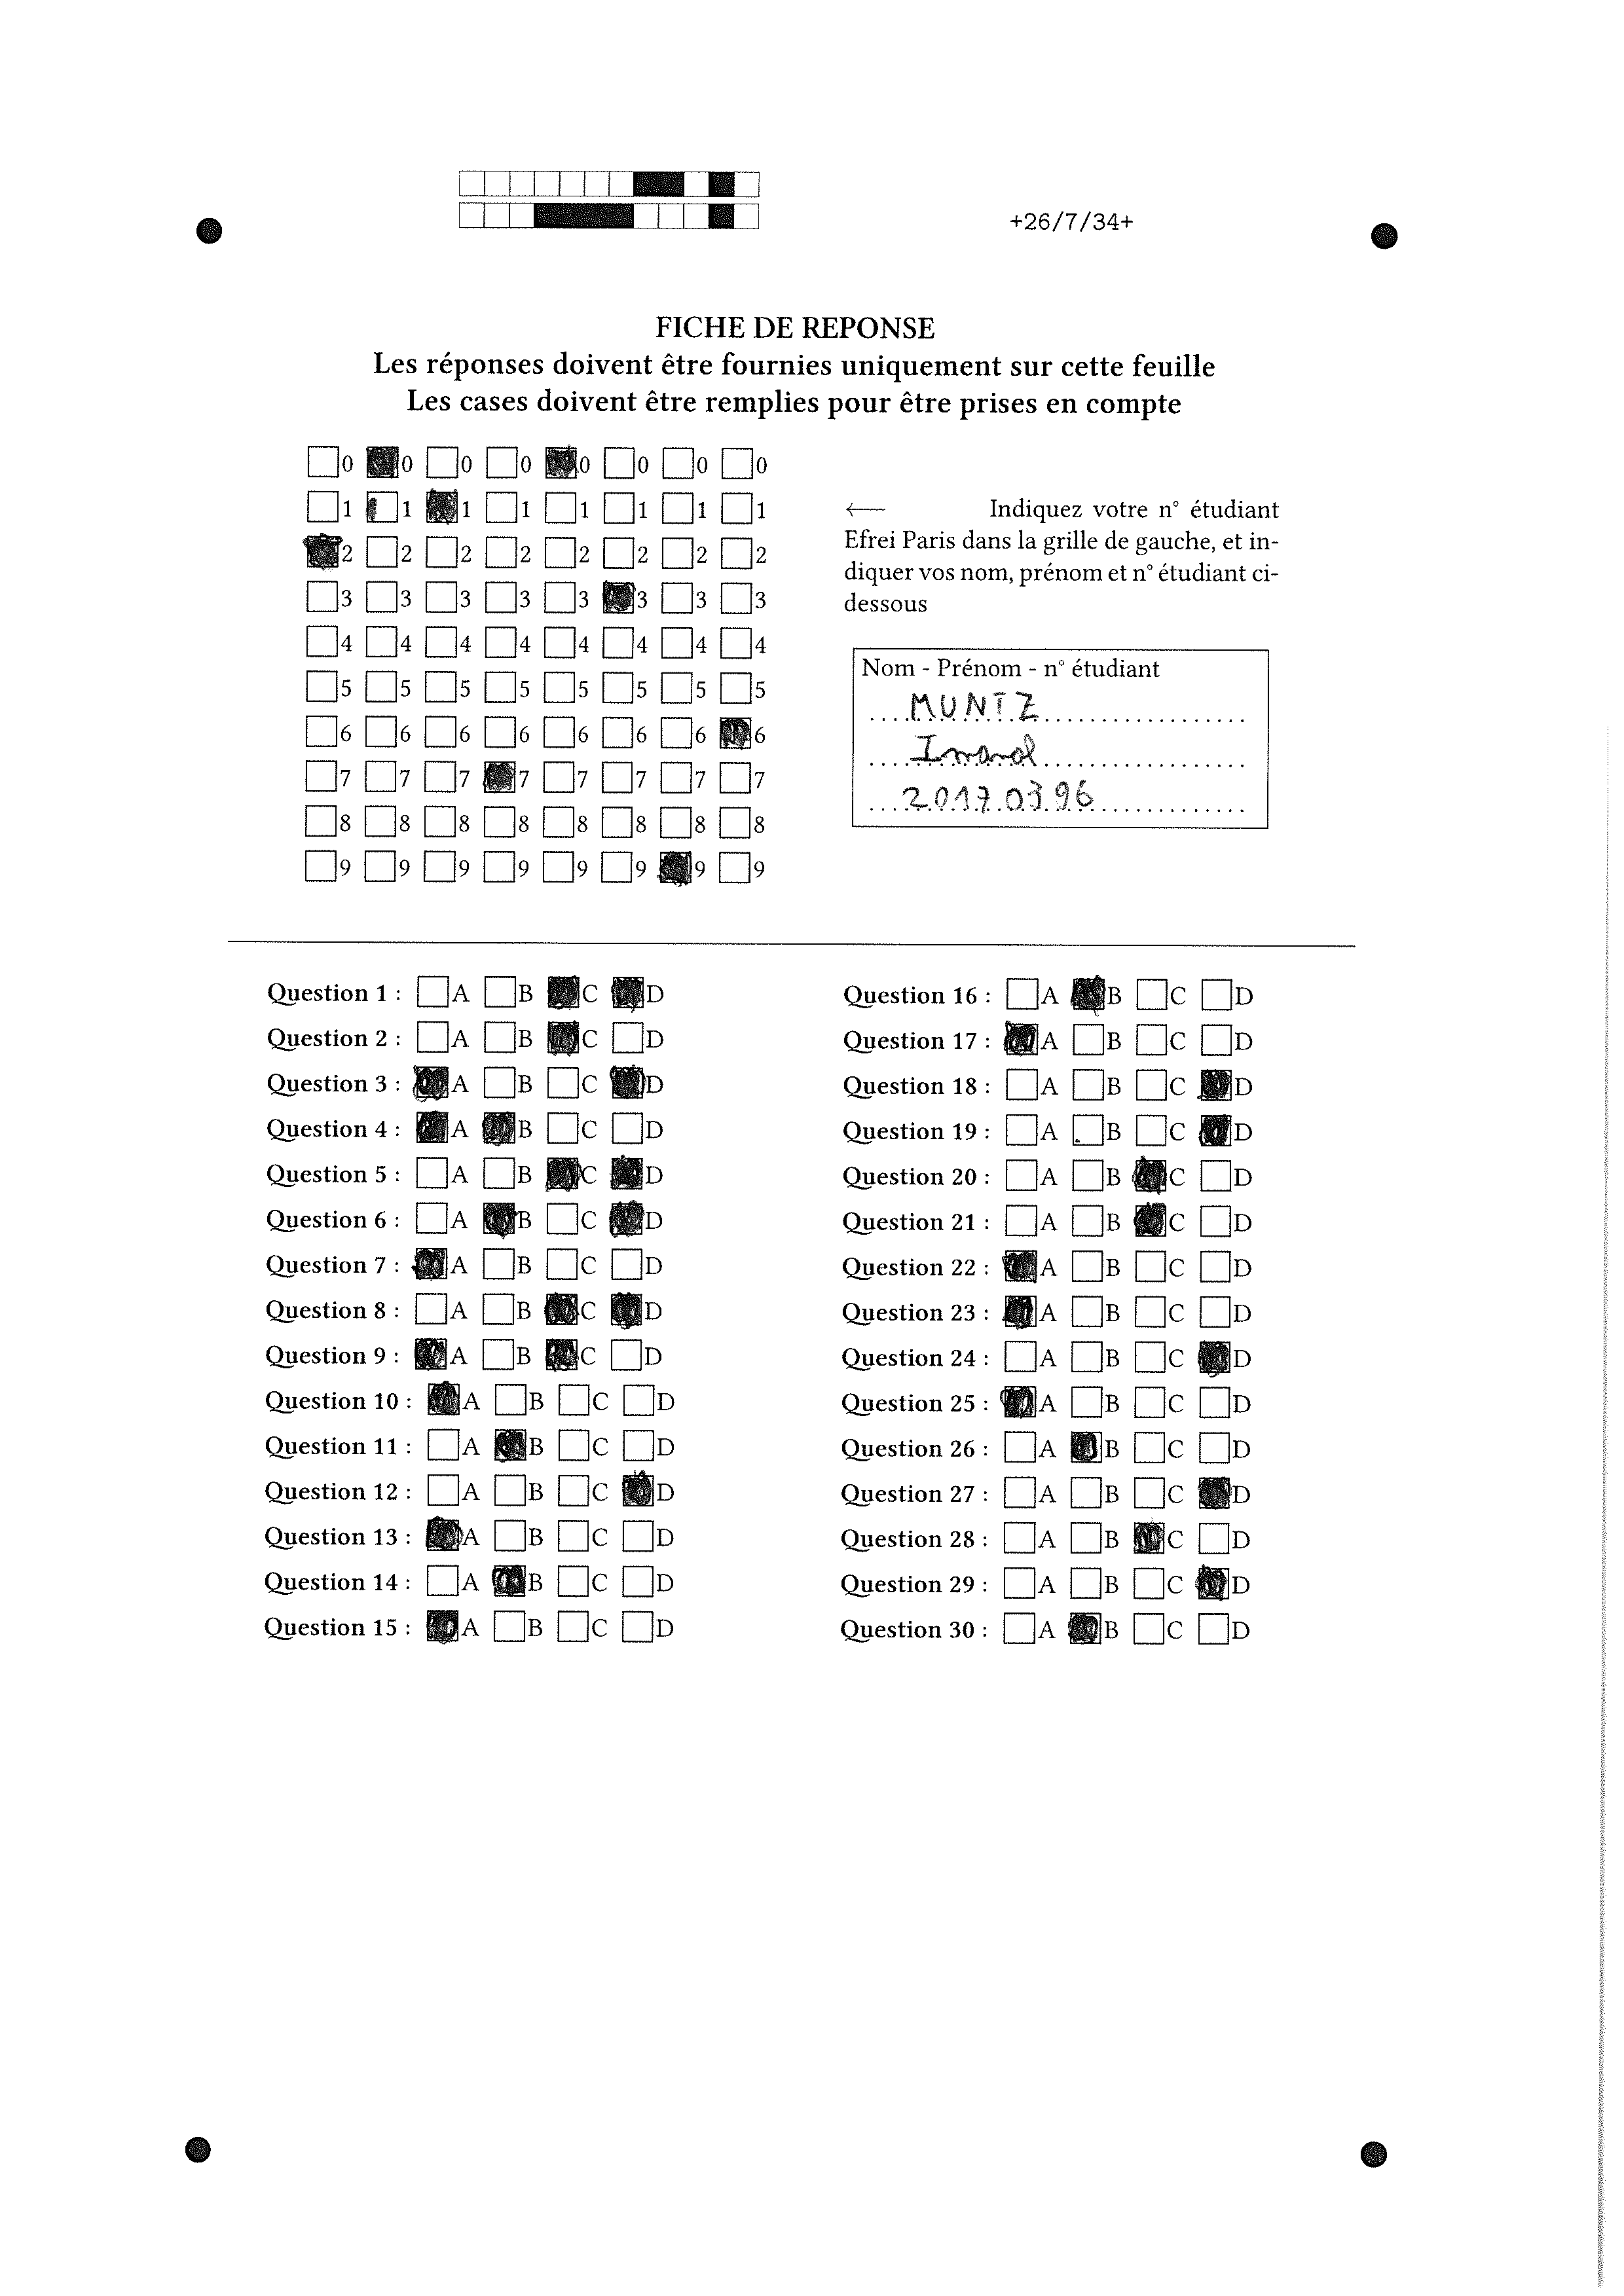 +26/7/34+
FICHE DE REPONSE
Les réponses doivent être fournies uniquement sur cette feuille
Les cases doivent être remplies pour être prises en compte
0 0 0 0 0 0 0 0
1 1 1 1 1 1 1 1
2 2 2 2 2 2 2 2
3 3 3 3 3 3 3 3
4 4 4 4 4 4 4 4
5 5 5 5 5 5 5 5
6 6 6 6 6 6 6 6
7 7 7 7 7 7 7 7
8 8 8 8 8 8 8 8
9 9 9 9 9 9 9 9
← Indiquez votre n° étudiant
Efrei Paris dans la grille de gauche, et in-
diquer vos nom, prénom et n° étudiant ci-
dessous
Nom - Prénom - n° étudiant
MUNTZ
20170396
Question 1 : A B C D
Question 2 : A B C D
Question 3 : A B C D
Question 4 : A B C D
Question 5 : A B C D
Question 6 : A B C D
Question 7 : A B C D
Question 8 : A B C D
Question 9 : A B C D
Question 10 : A B C D
Question 11 : A B C D
Question 12 : A B C D
Question 13 : A B C D
Question 14 : A B C D
Question 15 : A B C D
Question 16 : A B C D
Question 17 : A B C D
Question 18 : A B C D
Question 19 : A B C D
Question 20 : A B C D
Question 21 : A B C D
Question 22 : A B C D
Question 23 : A B C D
Question 24 : A B C D
Question 25 : A B C D
Question 26 : A B C D
Question 27 : A B C D
Question 28 : A B C D
Question 29 : A B C D
Question 30 : A B C D